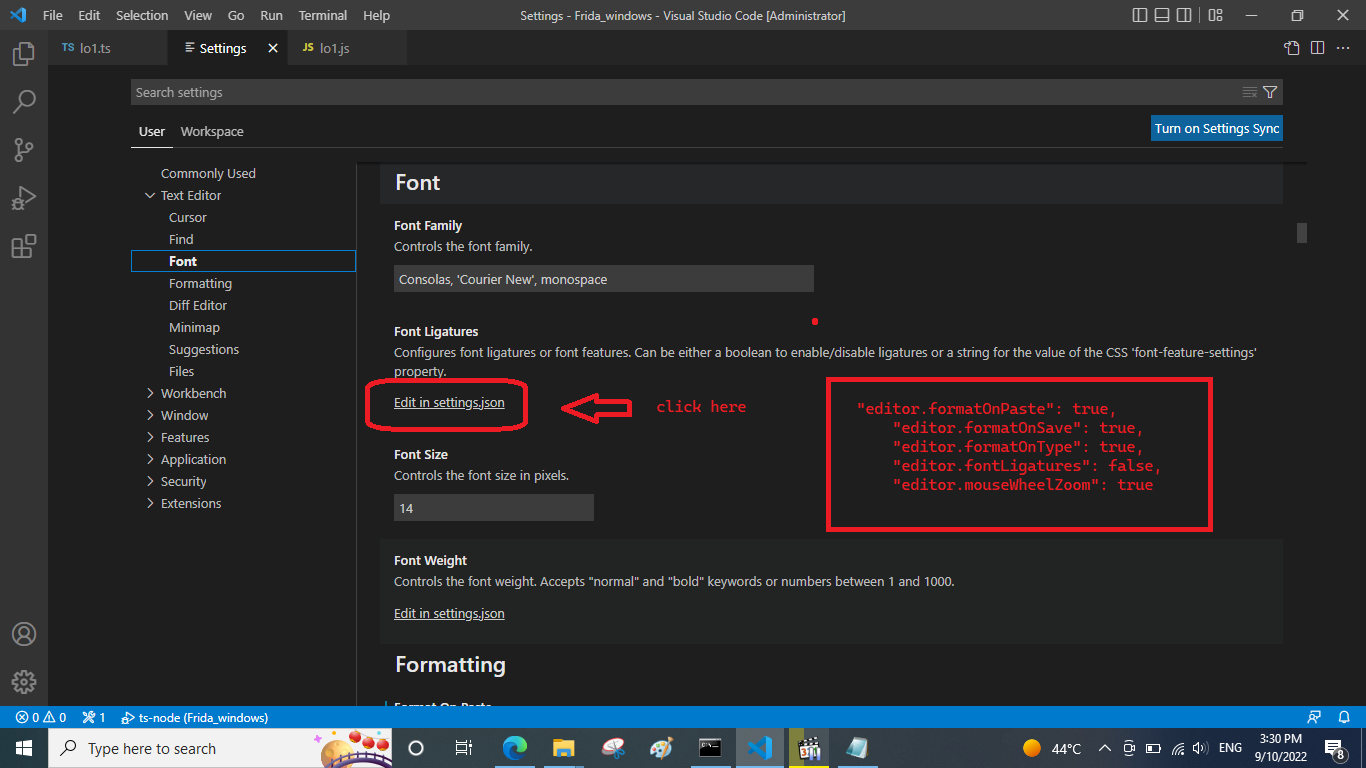 File Edit Selection View Go Run Terminal Help Settings - Frida_windows - Visual Studio Code [Administrator]
TS lo1.ts Settings JS lo1.js
Search settings
User Workspace Turn on Settings Sync
Commonly Used
Text Editor
Cursor
Find
Font
Formatting
Diff Editor
Minimap
Suggestions
Files
Workbench
Window
Features
Application
Security
Extensions
Font
Font Family
Controls the font family.
Consolas, 'Courier New', monospace
Font Ligatures
Configures font ligatures or font features. Can be either a boolean to enable/disable ligatures or a string for the value of the CSS 'font-feature-settings'
property.
Edit in settings.json
click here
"editor.formatOnPaste": true,
"editor.formatOnSave": true,
"editor.formatOnType": true,
"editor.fontLigatures": false,
"editor.mouseWheelZoom": true
Font Size
Controls the font size in pixels.
14
Font Weight
Controls the font weight. Accepts "normal" and "bold" keywords or numbers between 1 and 1000.
Edit in settings.json
Formatting
Format On Paste
0 0 1 ts-node (Frida_windows)
Type here to search
44°C ENG
3:30 PM
9/10/2022
8